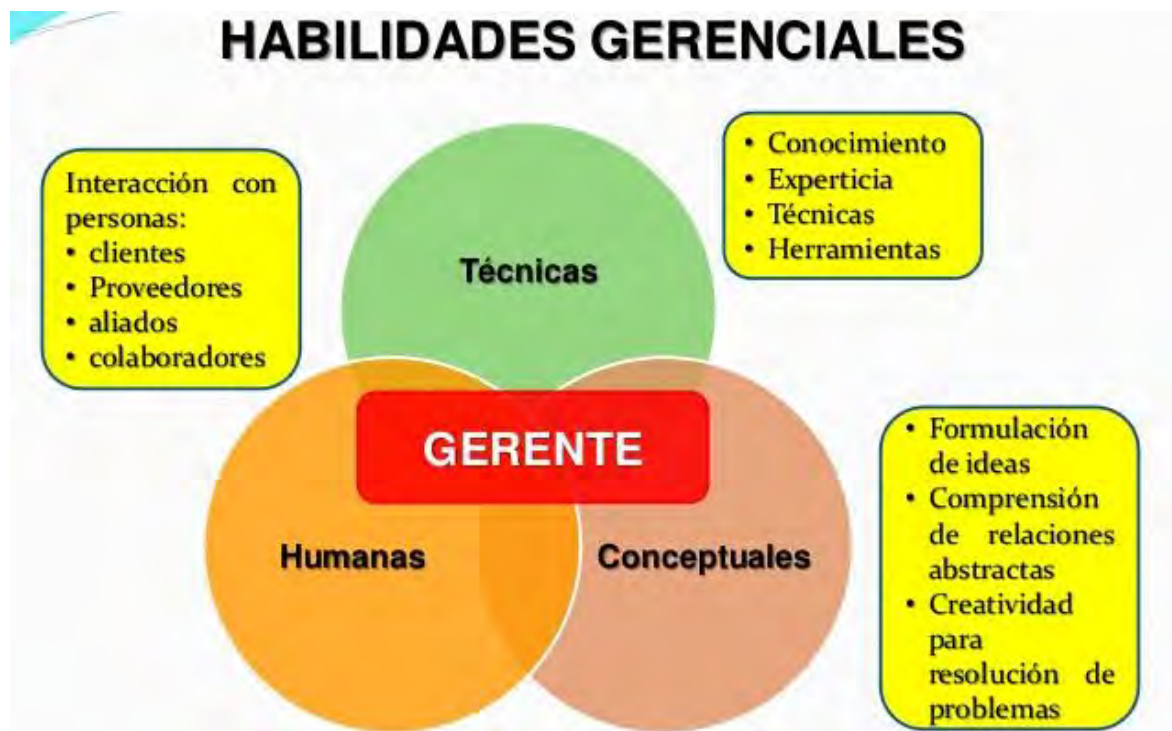 HABILIDADES GERENCIALES
Interacción con
personas:
• clientes
• Proveedores
• aliados
• colaboradores
Técnicas
• Conocimiento
• Experticia
• Técnicas
• Herramientas
GERENTE
Humanas
Conceptuales
• Formulación
de ideas
• Comprensión
de relaciones
abstractas
• Creatividad
para
resolución de
problemas